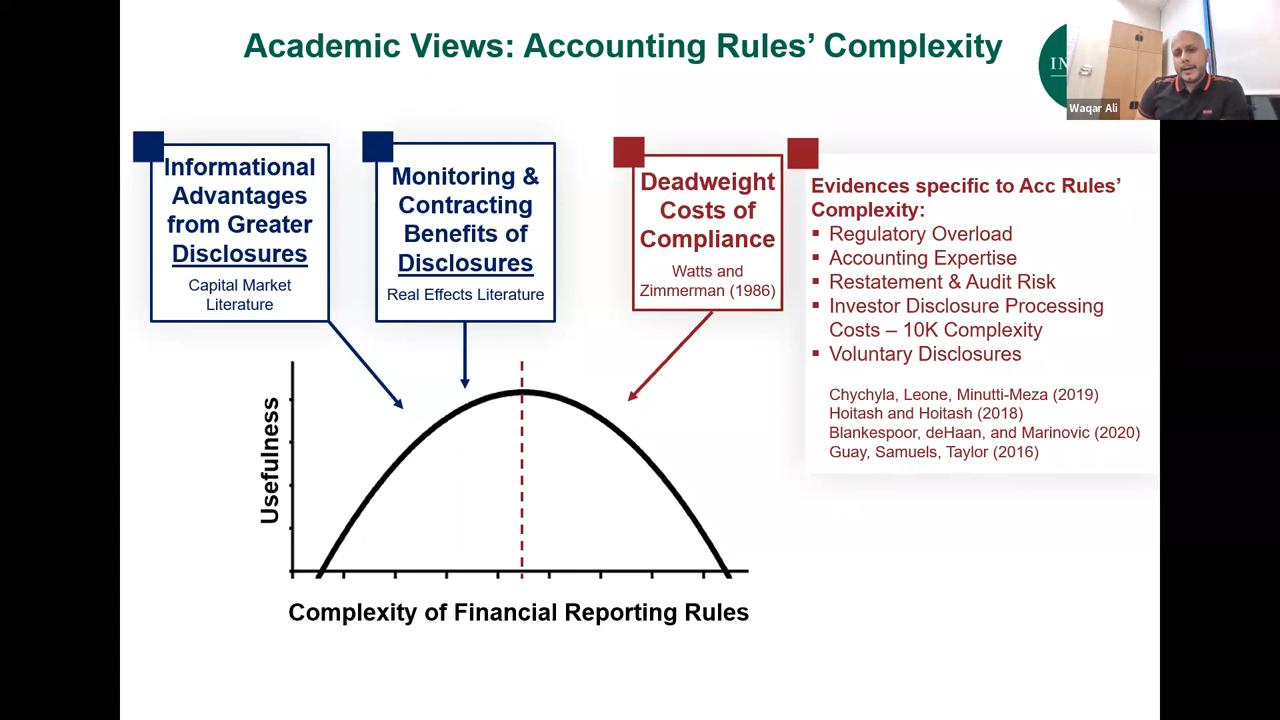 Academic Views: Accounting Rules’ Complexity
IN
Waqar Ali
Informational
Advantages
from Greater
Disclosures
Capital Market
Literature
Monitoring &
Contracting
Benefits of
Disclosures
Real Effects Literature
Deadweight
Costs of
Compliance
Watts and
Zimmerman (1986)
Evidences specific to Acc Rules’
Complexity:
▪ Regulatory Overload
▪ Accounting Expertise
▪ Restatement & Audit Risk
▪ Investor Disclosure Processing
Costs – 10K Complexity
▪ Voluntary Disclosures
Chychyla, Leone, Minutti-Meza (2019)
Hoitash and Hoitash (2018)
Blankespoor, deHaan, and Marinovic (2020)
Guay, Samuels, Taylor (2016)
Usefulness
Complexity of Financial Reporting Rules